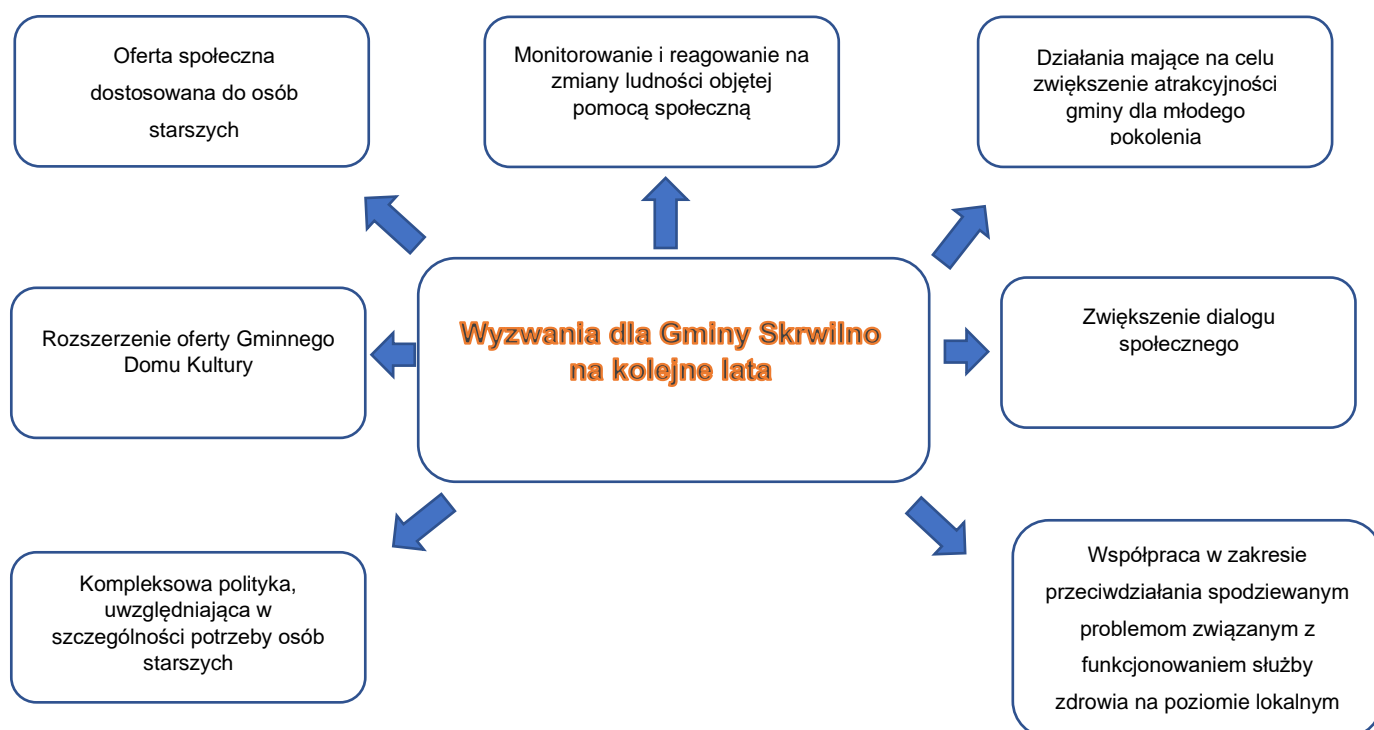 Oferta społeczna
dostosowana do osób
starszych
Monitorowanie i reagowanie na
zmiany ludności objętej
pomocą społeczną
Działania mające na celu
zwiększenie atrakcyjności
gminy dla młodego
pokolenia
Wyzwania dla Gminy Skrwilno
na kolejne lata
Rozszerzenie oferty Gminnego
Domu Kultury
Zwiększenie dialogu
społecznego
Kompleksowa polityka,
uwzględniająca w
szczególności potrzeby osób
starszych
Współpraca w zakresie
przeciwdziałania spodziewanym
problemom związanym z
funkcjonowaniem służby
zdrowia na poziomie lokalnym